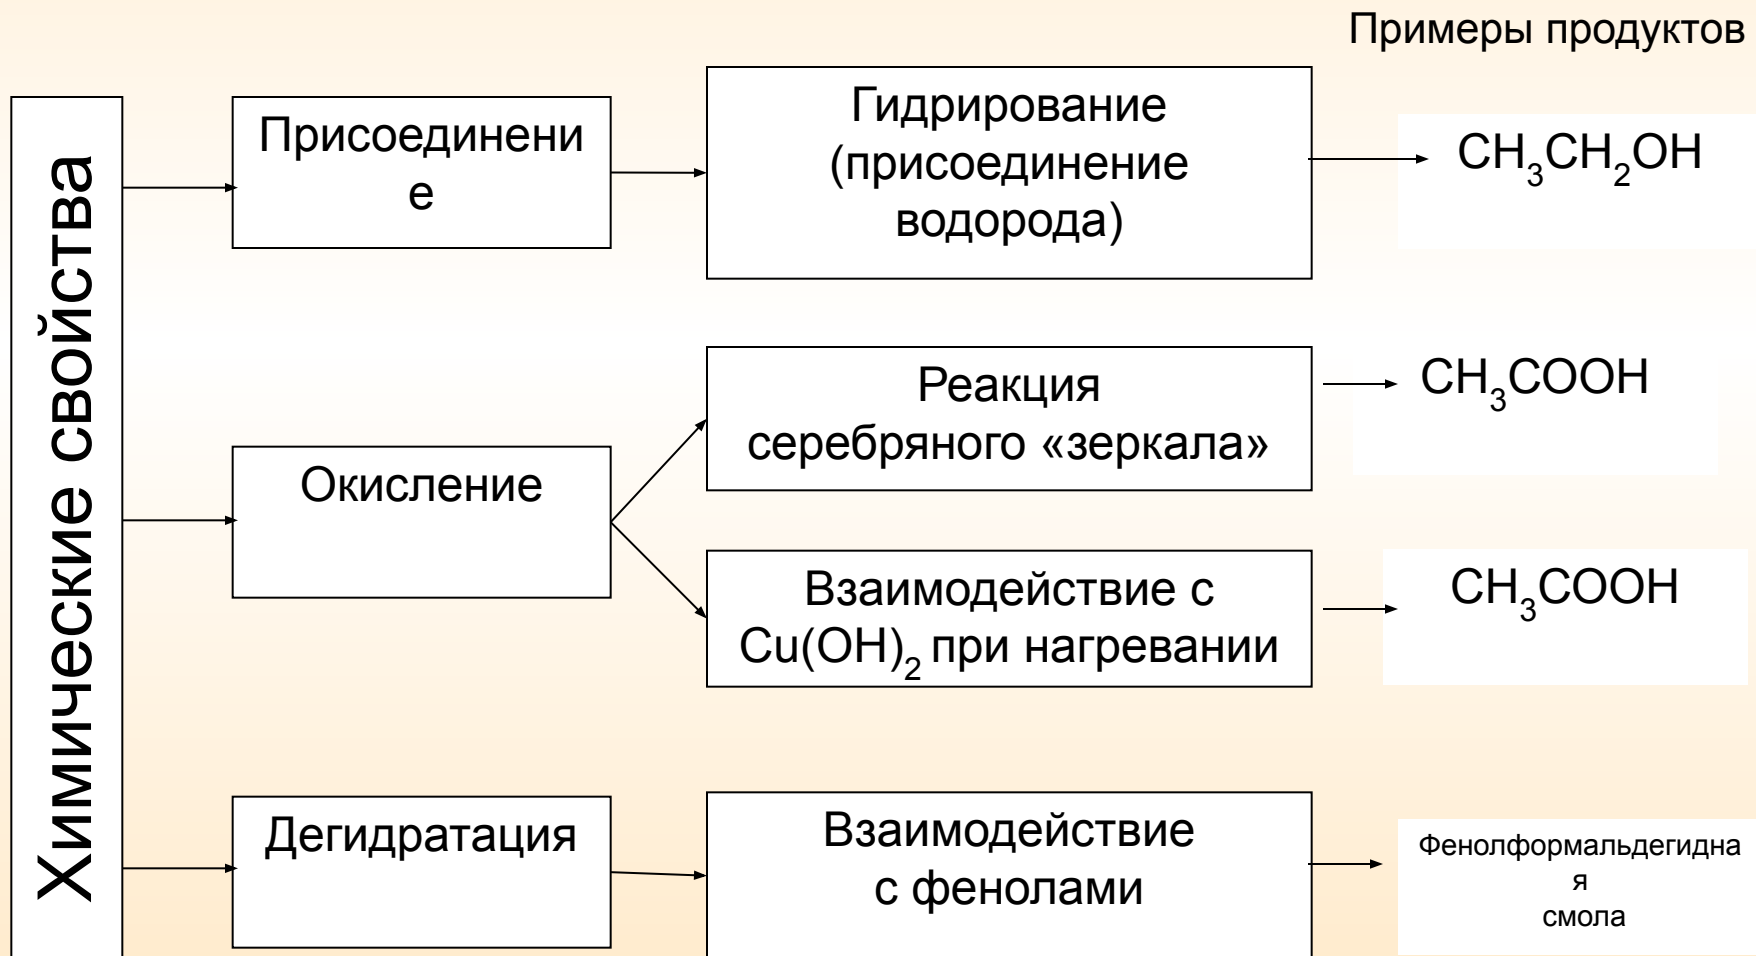 Примеры продуктов
Химические свойства
Присоединени
е
Гидрирование
(присоединение
водорода)
CH₃CH₂OH
Окисление
Реакция
серебряного «зеркала»
CH₃COOH
Взаимодействие с
Cu(OH)₂ при нагревании
CH₃COOH
Дегидратация
Взаимодействие
с фенолами
Фенолформальдегидна
я
смола